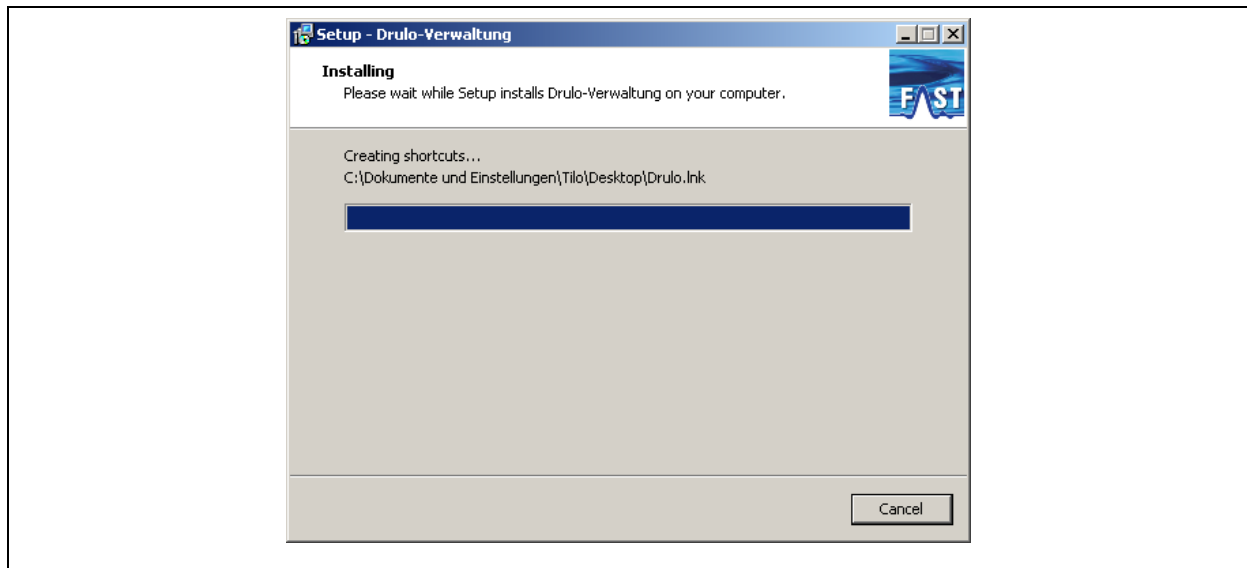 Setup - Drulo-Verwaltung
Installing
Please wait while Setup installs Drulo-Verwaltung on your computer.
FAST
Creating shortcuts...
C:\Dokumente und Einstellungen\Tilo\Desktop\Drulo.lnk
Cancel